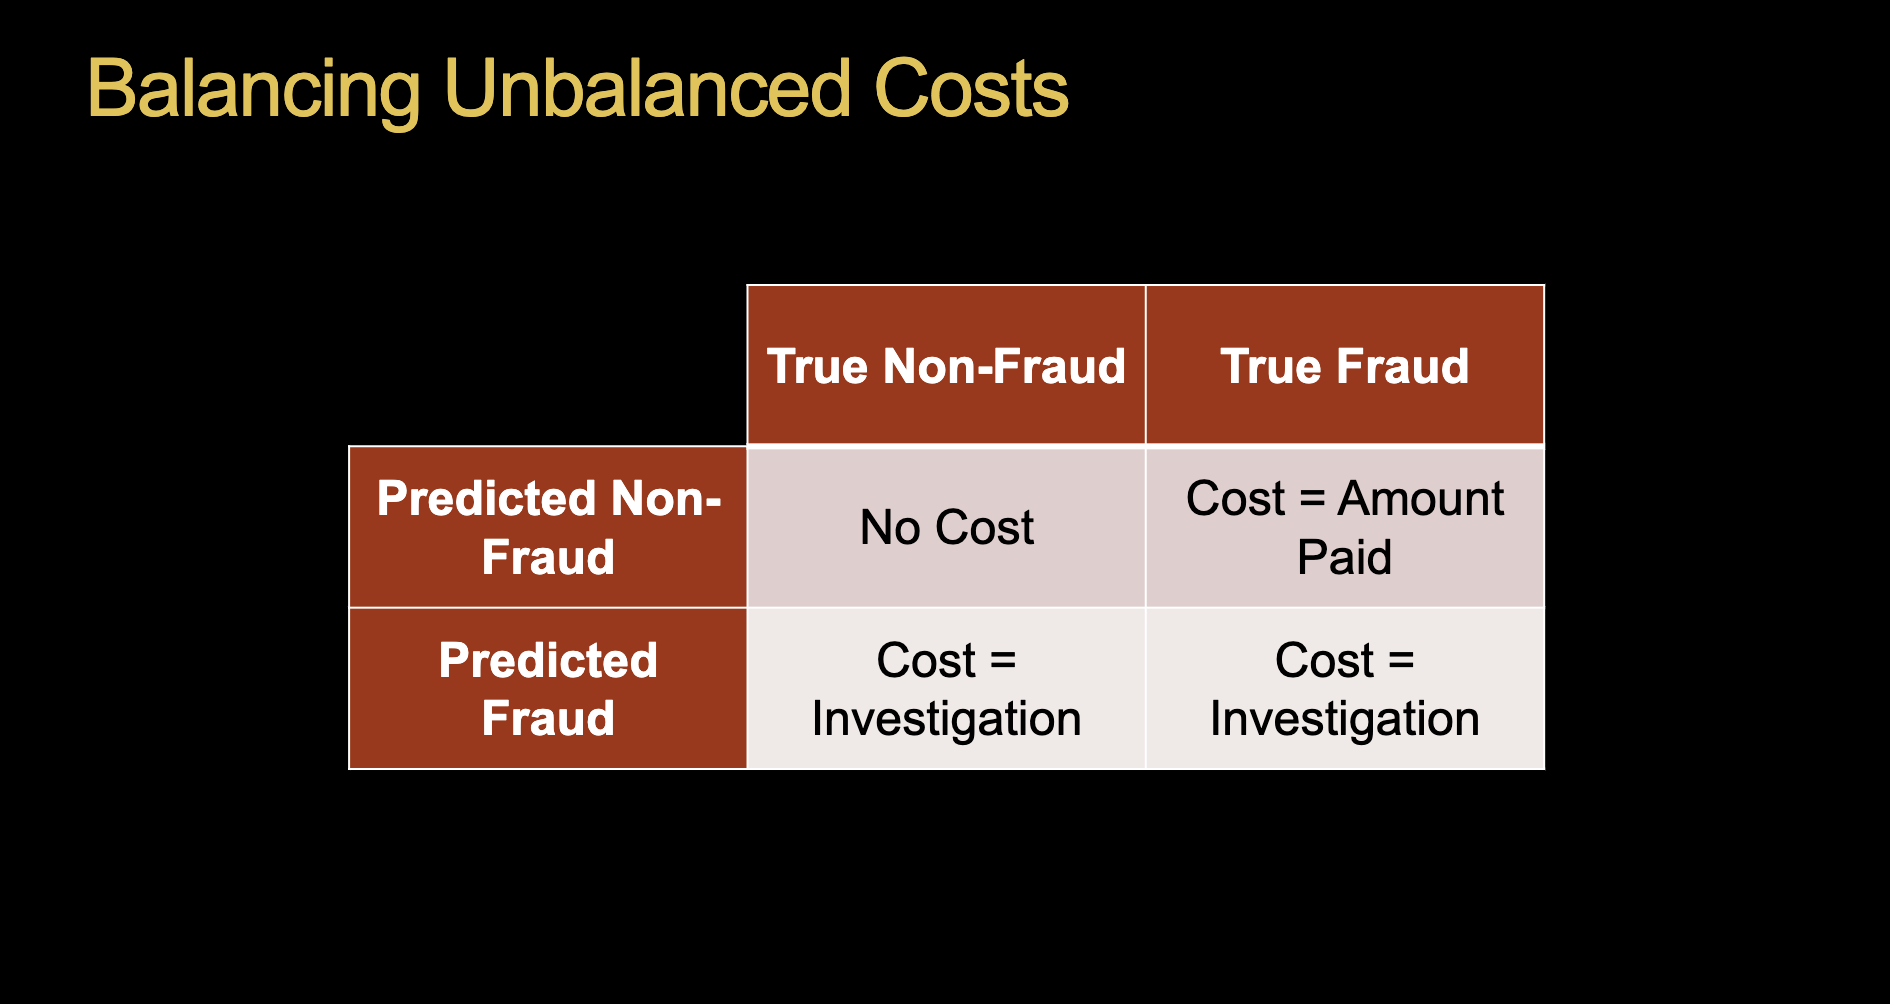 Balancing Unbalanced Costs
True Non-Fraud
True Fraud
Predicted Non-
Fraud
No Cost
Cost = Amount
Paid
Predicted
Fraud
Cost =
Investigation
Cost =
Investigation